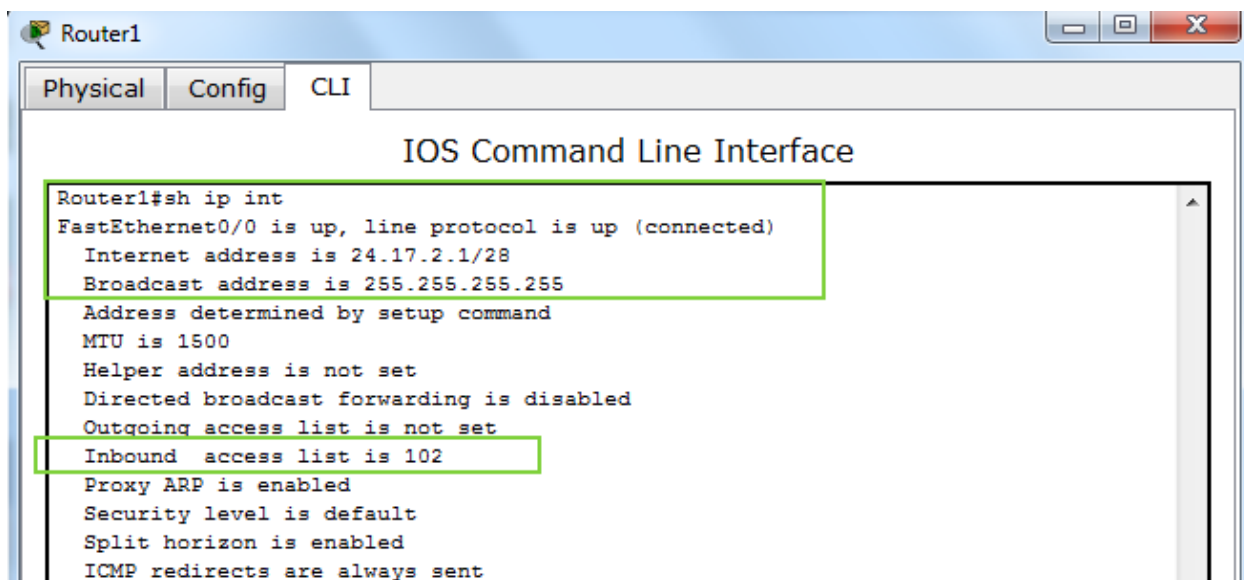 Router1
Physical Config CLI
IOS Command Line Interface
Router1#sh ip int
FastEthernet0/0 is up, line protocol is up (connected)
Internet address is 24.17.2.1/28
Broadcast address is 255.255.255.255
Address determined by setup command
MTU is 1500
Helper address is not set
Directed broadcast forwarding is disabled
Outgoing access list is not set
Inbound  access list is 102
Proxy ARP is enabled
Security level is default
Split horizon is enabled
ICMP redirects are always sent